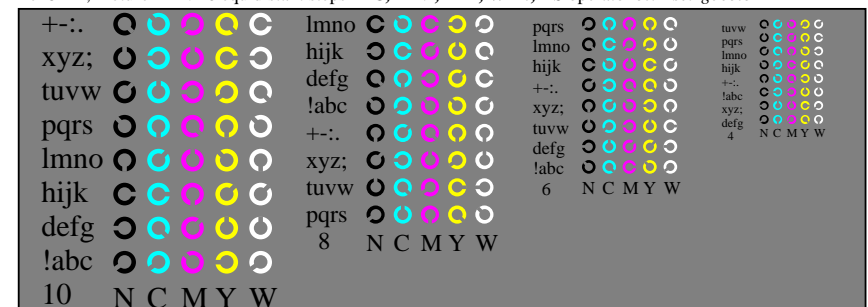 +-:.
xyz;
tuvw
pqrs
lmno
hijk
defg
!abc
10 N C M Y W
lmno
hijk
defg
!abc
+-:.
xyz;
tuvw
pqrs
8 N C M Y W
pqrs
lmno
hijk
+-:.
xyz;
tuvw
defg
!abc
6 N C M Y W
tuvw
pqrs
lmno
hijk
+-:.
!abc
xyz;
defg
4 N C M Y W